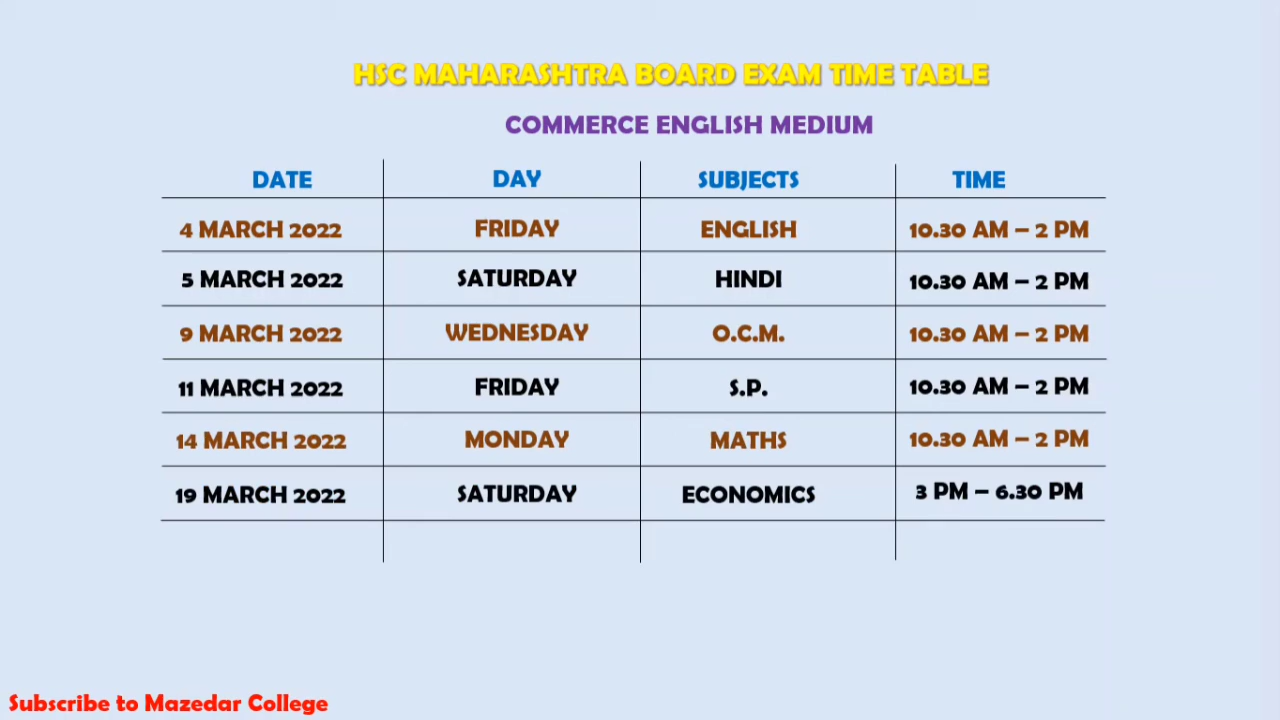 HSC MAHARASHTRA BOARD EXAM TIME TABLE
COMMERCE ENGLISH MEDIUM
DATE DAY SUBJECTS TIME
4 MARCH 2022 FRIDAY ENGLISH 10.30 AM – 2 PM
5 MARCH 2022 SATURDAY HINDI 10.30 AM – 2 PM
9 MARCH 2022 WEDNESDAY O.C.M. 10.30 AM – 2 PM
11 MARCH 2022 FRIDAY S.P. 10.30 AM – 2 PM
14 MARCH 2022 MONDAY MATHS 10.30 AM – 2 PM
19 MARCH 2022 SATURDAY ECONOMICS 3 PM – 6.30 PM
Subscribe to Mazedar College